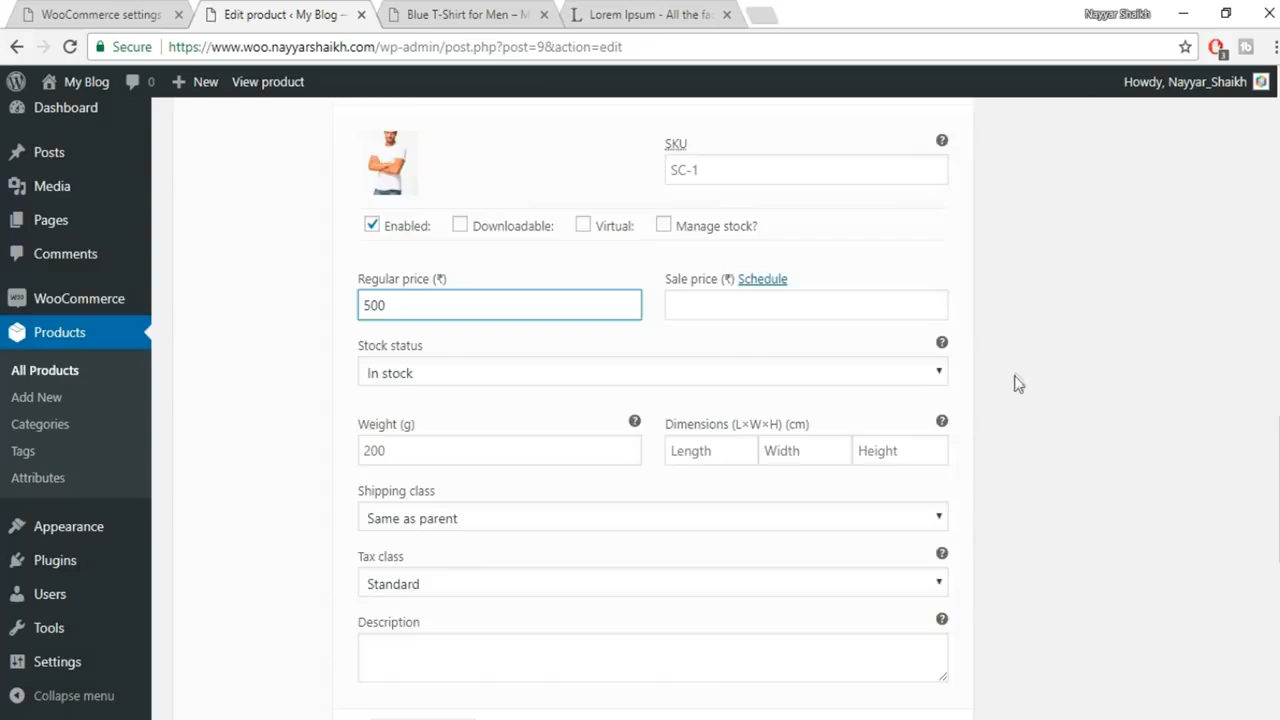 WooCommerce settings
Edit product ‹ My Blog –
Blue T-Shirt for Men – M
Lorem Ipsum - All the fa
Nayyar Shaikh
Secure
https://www.woo.nayyarshaikh.com/wp-admin/post.php?post=9&action=edit
My Blog
0
New
View product
Howdy, Nayyar_Shaikh
Dashboard
Posts
Media
Pages
Comments
WooCommerce
Products
All Products
Add New
Categories
Tags
Attributes
Appearance
Plugins
Users
Tools
Settings
Collapse menu
SKU
SC-1
Enabled:
Downloadable:
Virtual:
Manage stock?
Regular price (₹)
500
Sale price (₹) Schedule
Stock status
In stock
Weight (g)
200
Dimensions (L×W×H) (cm)
Length
Width
Height
Shipping class
Same as parent
Tax class
Standard
Description